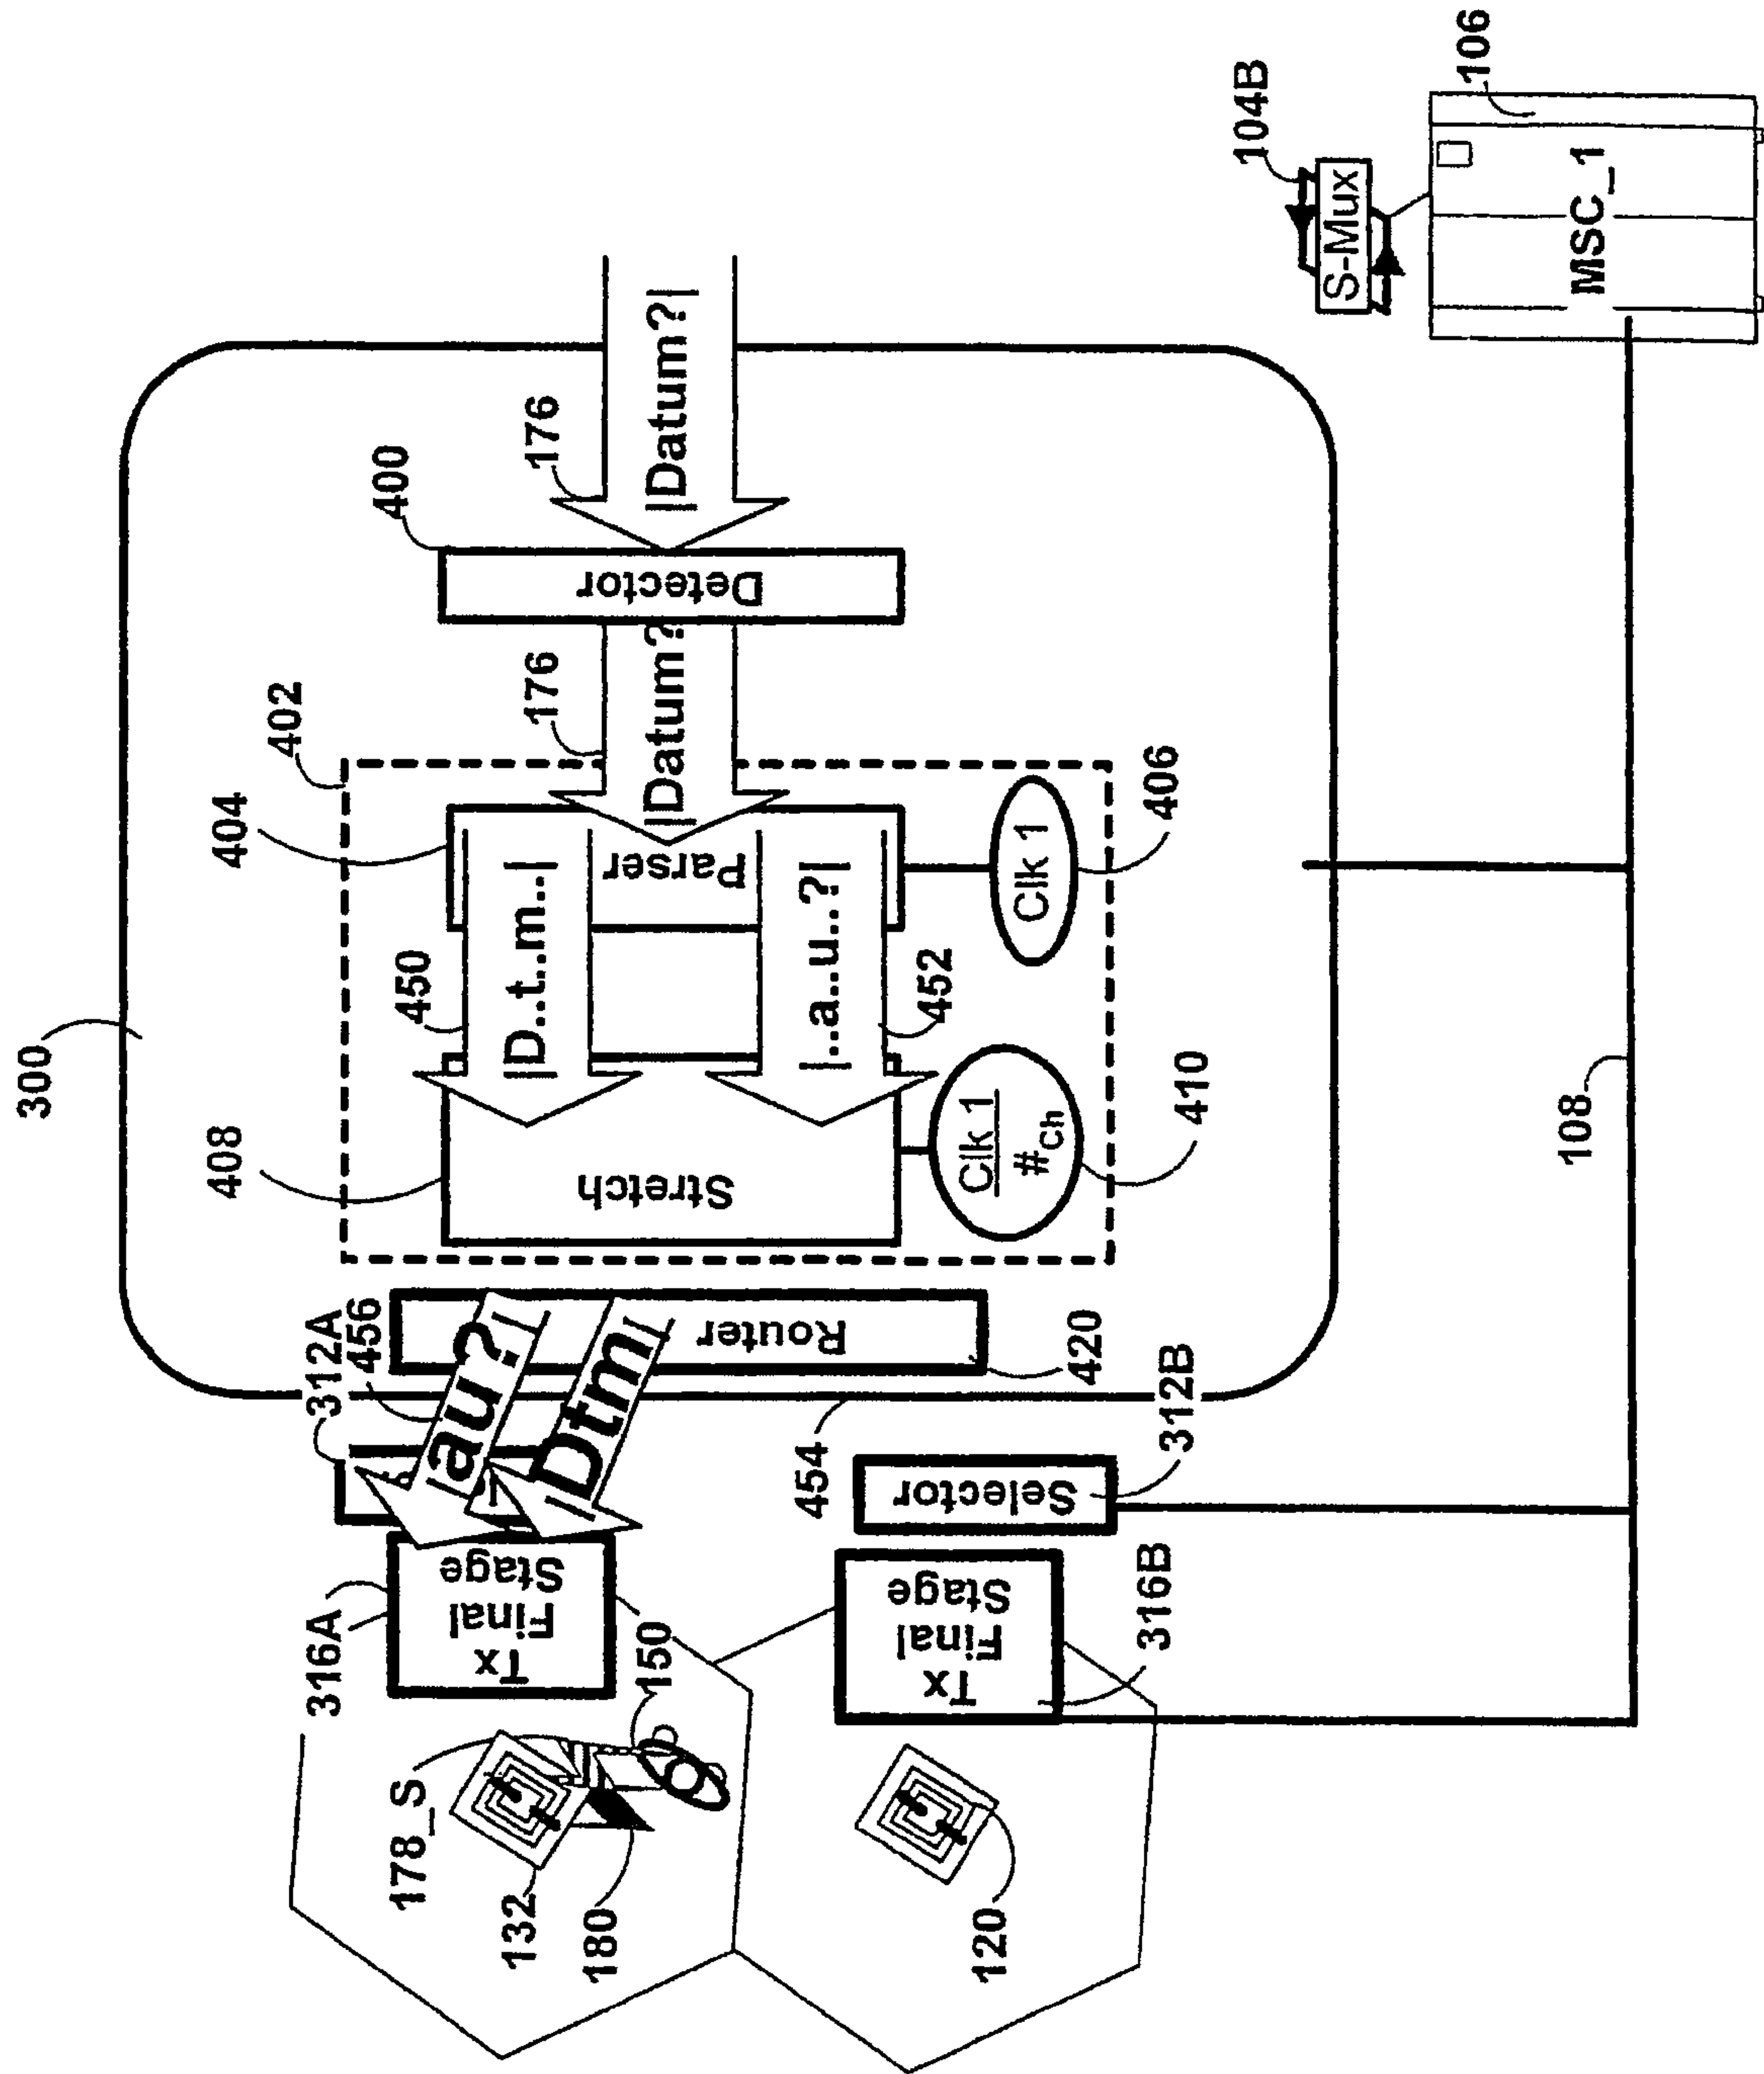 300
408
404
402
400
176
|Datum?|
Detector
176
|Datum?
Parser
|D..t..m..|
450
|..a..u..?|
452
Clk 1
406
Stretch
Clk 1
#Ch
410
Router
420
312A
456
|au?|
|Dtm|
454
Selector
312B
316A
Tx
Final
Stage
Tx
Final
Stage
316B
150
178_S
132
180
120
108
104B
S-Mux
106
MSC_1